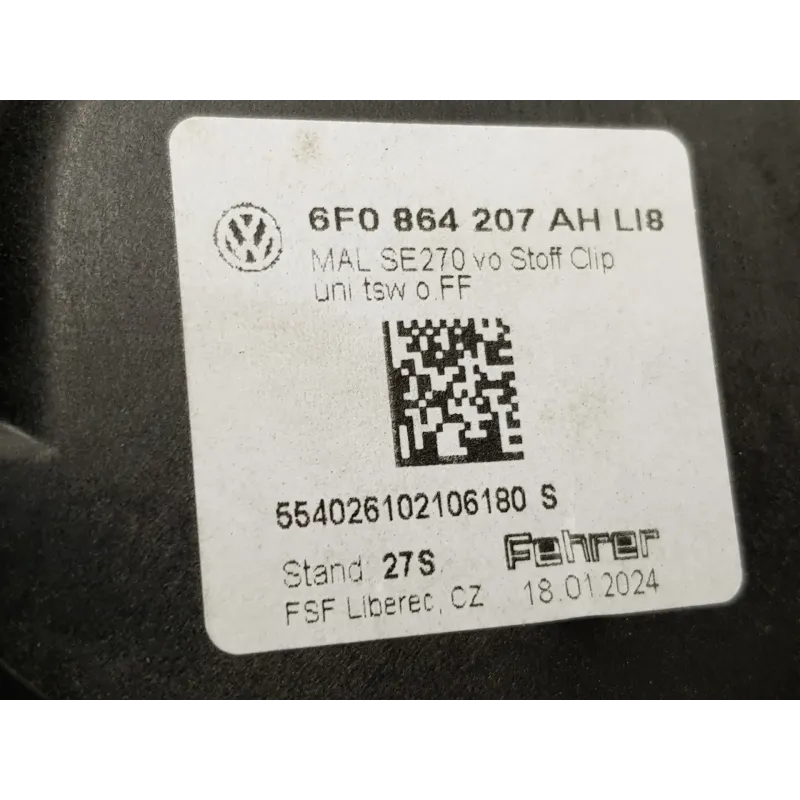 6F0 864 207 AH LI8
MAL SE270 vo Stoff Clip
uni tsw o.FF
554026102106180 S
Stand 27S
Fehrer
FSF Liberec, CZ 18.01.2024